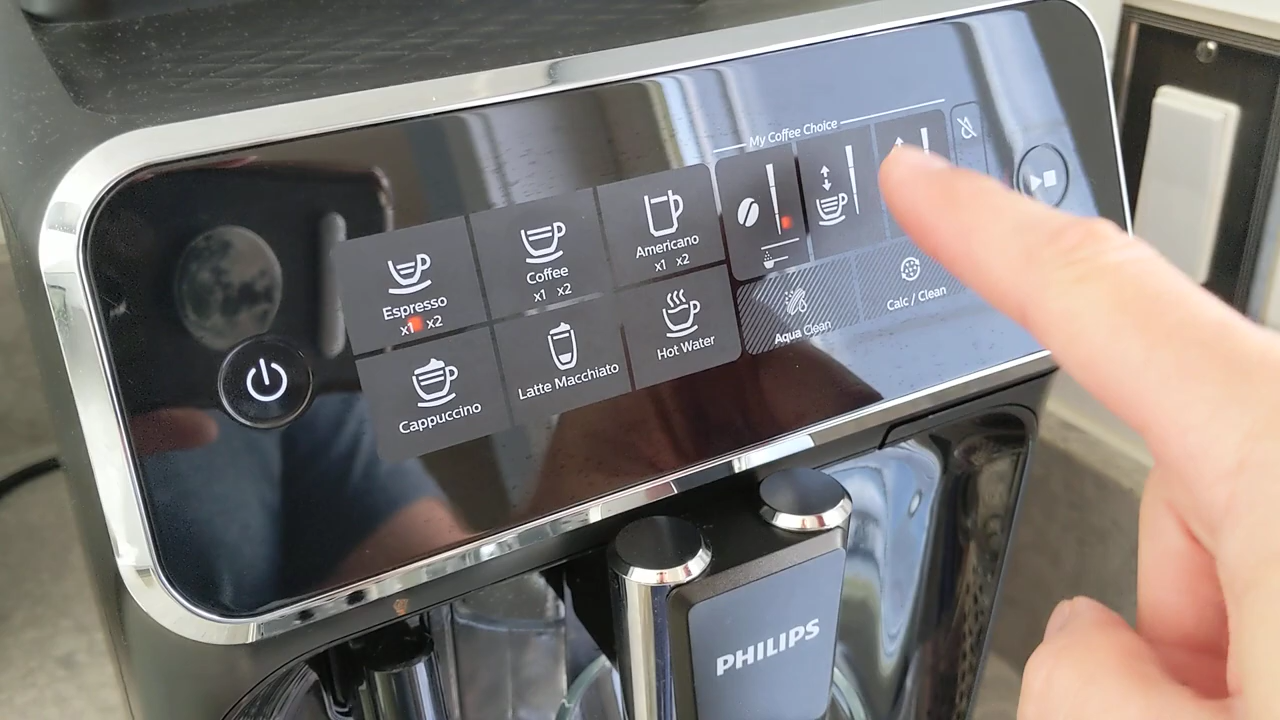 My Coffee Choice
Espresso
x1 x2
Coffee
x1 x2
Americano
x1 x2
Cappuccino
Latte Macchiato
Hot Water
Aqua Clean
Calc / Clean
PHILIPS